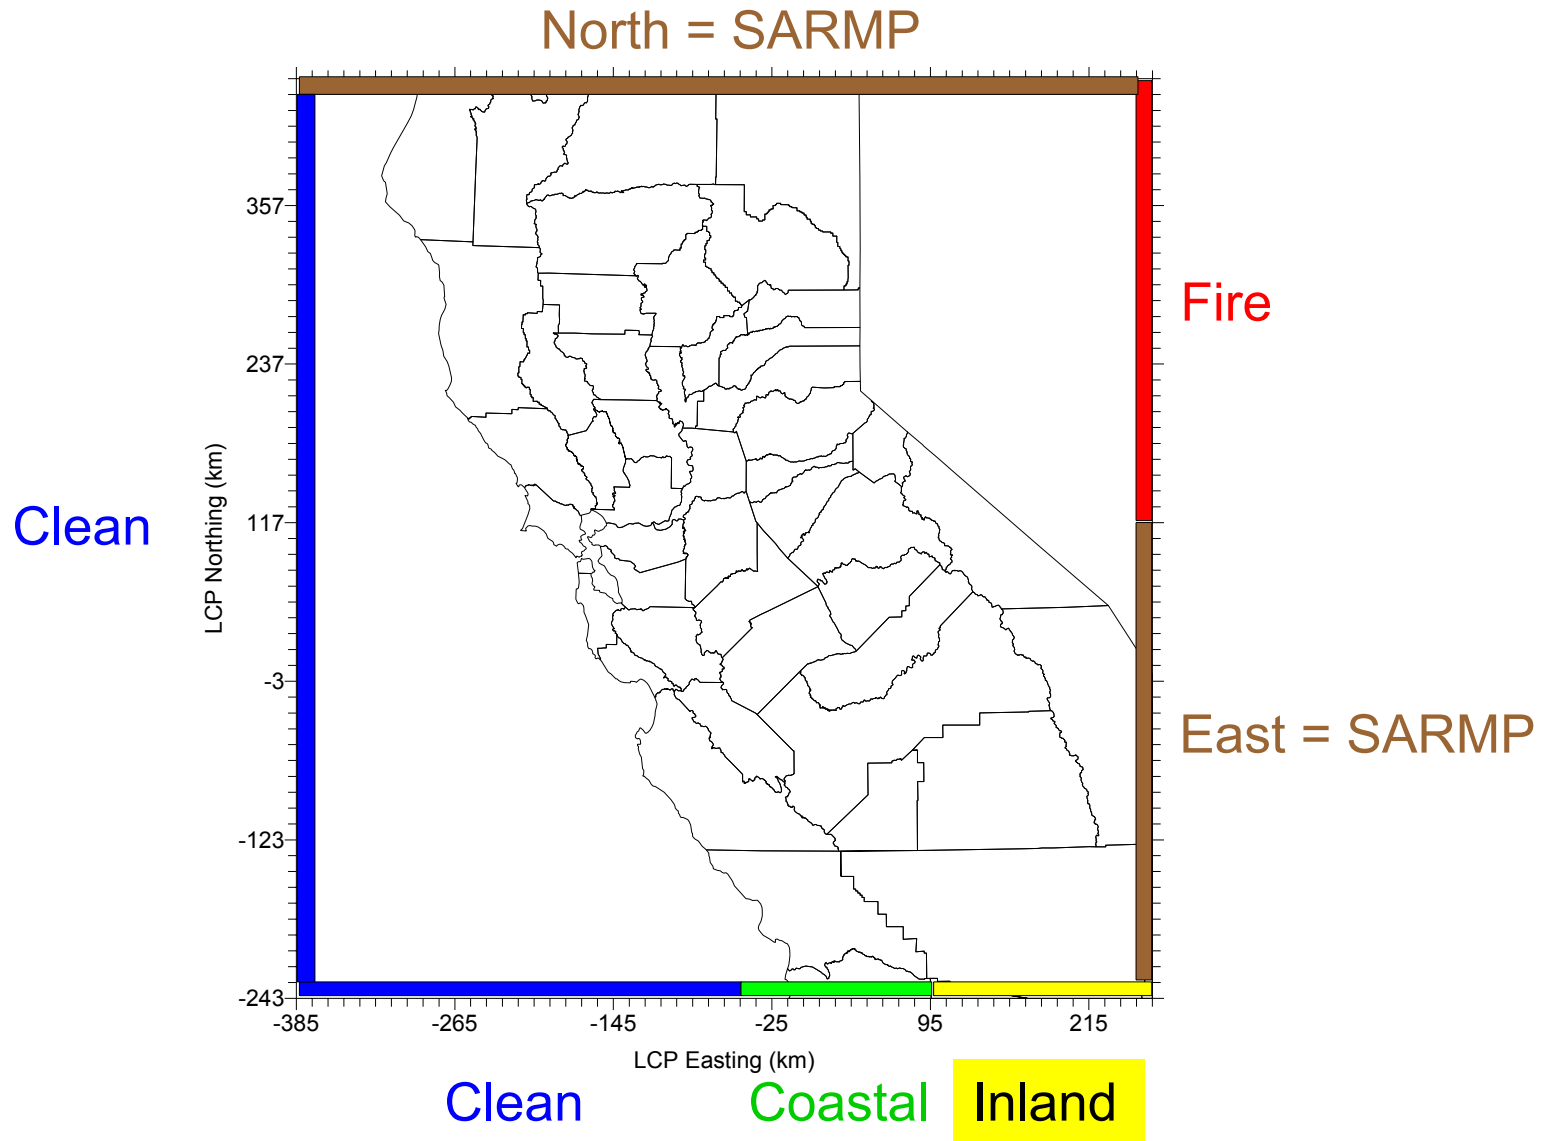 North = SARMP
357
237
117
-3
-123
-243
LCP Northing (km)
Clean
Fire
East = SARMP
-385
-265
-145
-25
95
215
LCP Easting (km)
Clean
Coastal
Inland